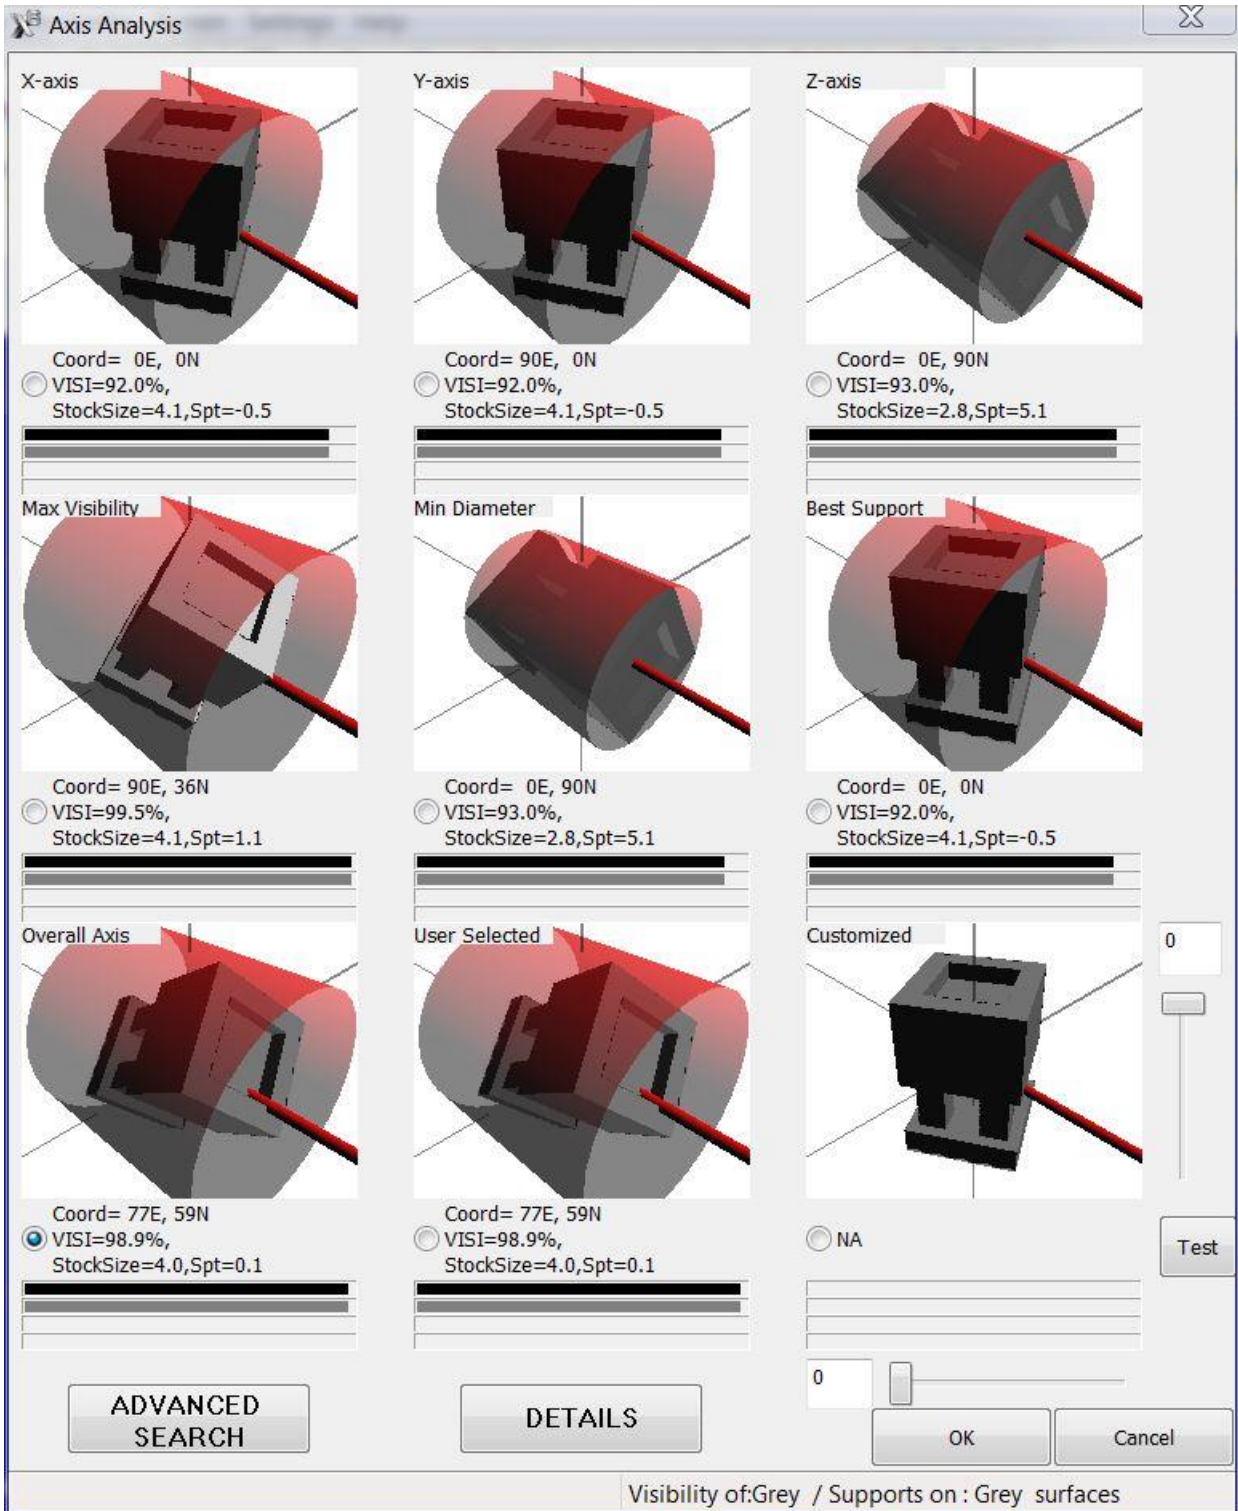 Axis Analysis
X-axis
Y-axis
Z-axis
Coord= 0E, 0N
VISI=92.0%,
StockSize=4.1,Spt=-0.5
Coord= 90E, 0N
VISI=92.0%,
StockSize=4.1,Spt=-0.5
Coord= 0E, 90N
VISI=93.0%,
StockSize=2.8,Spt=5.1
Max Visibility
Min Diameter
Best Support
Coord= 90E, 36N
VISI=99.5%,
StockSize=4.1,Spt=1.1
Coord= 0E, 90N
VISI=93.0%,
StockSize=2.8,Spt=5.1
Coord= 0E, 0N
VISI=92.0%,
StockSize=4.1,Spt=-0.5
Overall Axis
User Selected
Customized
0
Coord= 77E, 59N
VISI=98.9%,
StockSize=4.0,Spt=0.1
Coord= 77E, 59N
VISI=98.9%,
StockSize=4.0,Spt=0.1
NA
Test
0
ADVANCED
SEARCH
DETAILS
OK
Cancel
Visibility of:Grey / Supports on : Grey surfaces